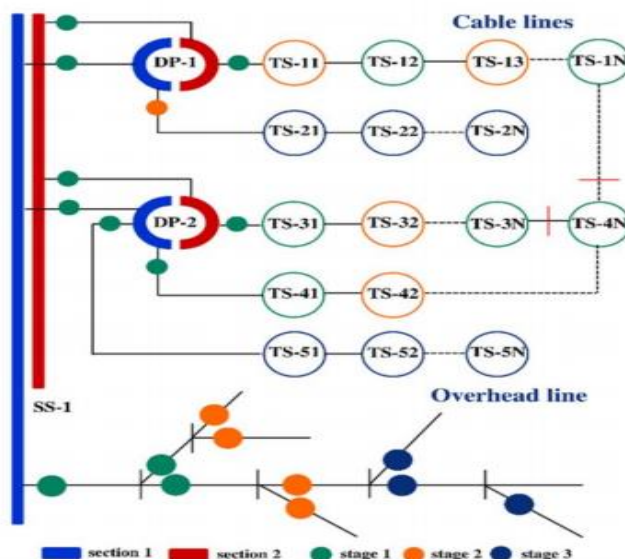 Cable lines
DP-1 TS-11 TS-12 TS-13 TS-1N
TS-21 TS-22 TS-2N
DP-2 TS-31 TS-32 TS-3N TS-4N
TS-41 TS-42
TS-51 TS-52 TS-5N
SS-1
Overhead line
section 1 section 2 stage 1 stage 2 stage 3